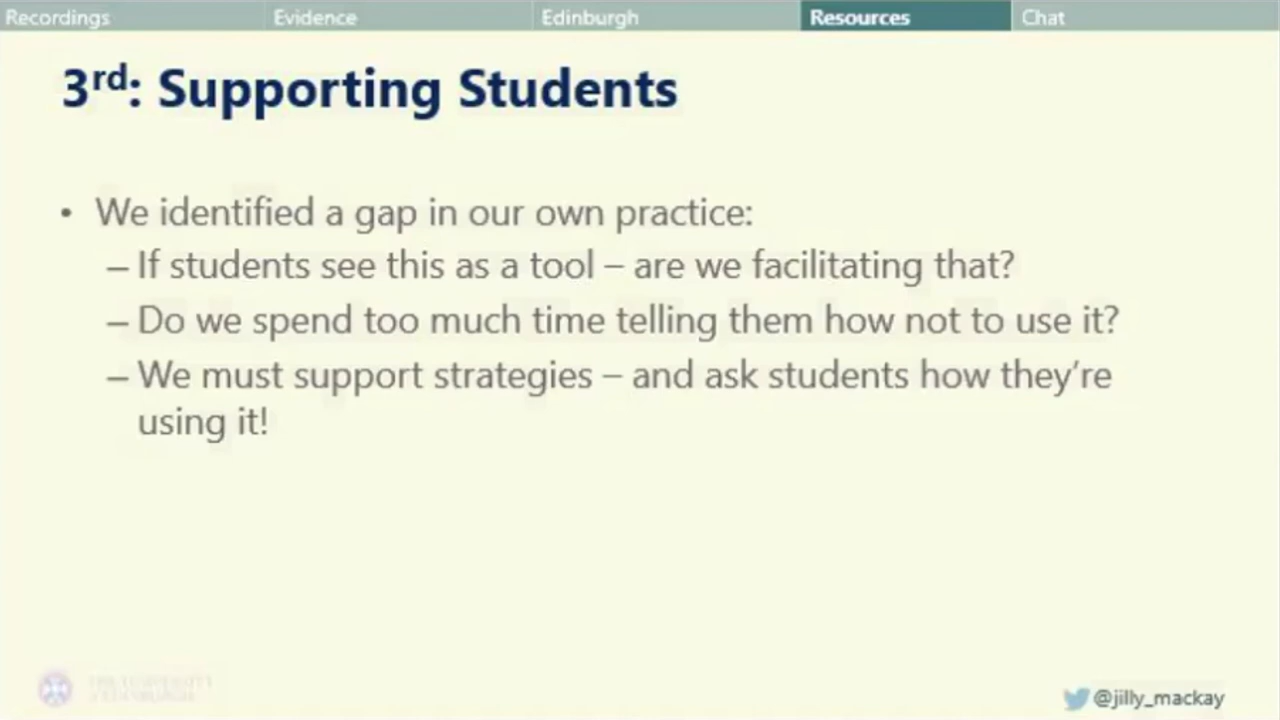 Recordings Evidence Edinburgh Resources Chat
3rd: Supporting Students
• We identified a gap in our own practice:
– If students see this as a tool – are we facilitating that?
– Do we spend too much time telling them how not to use it?
– We must support strategies – and ask students how they're
using it!
@jilly_mackay